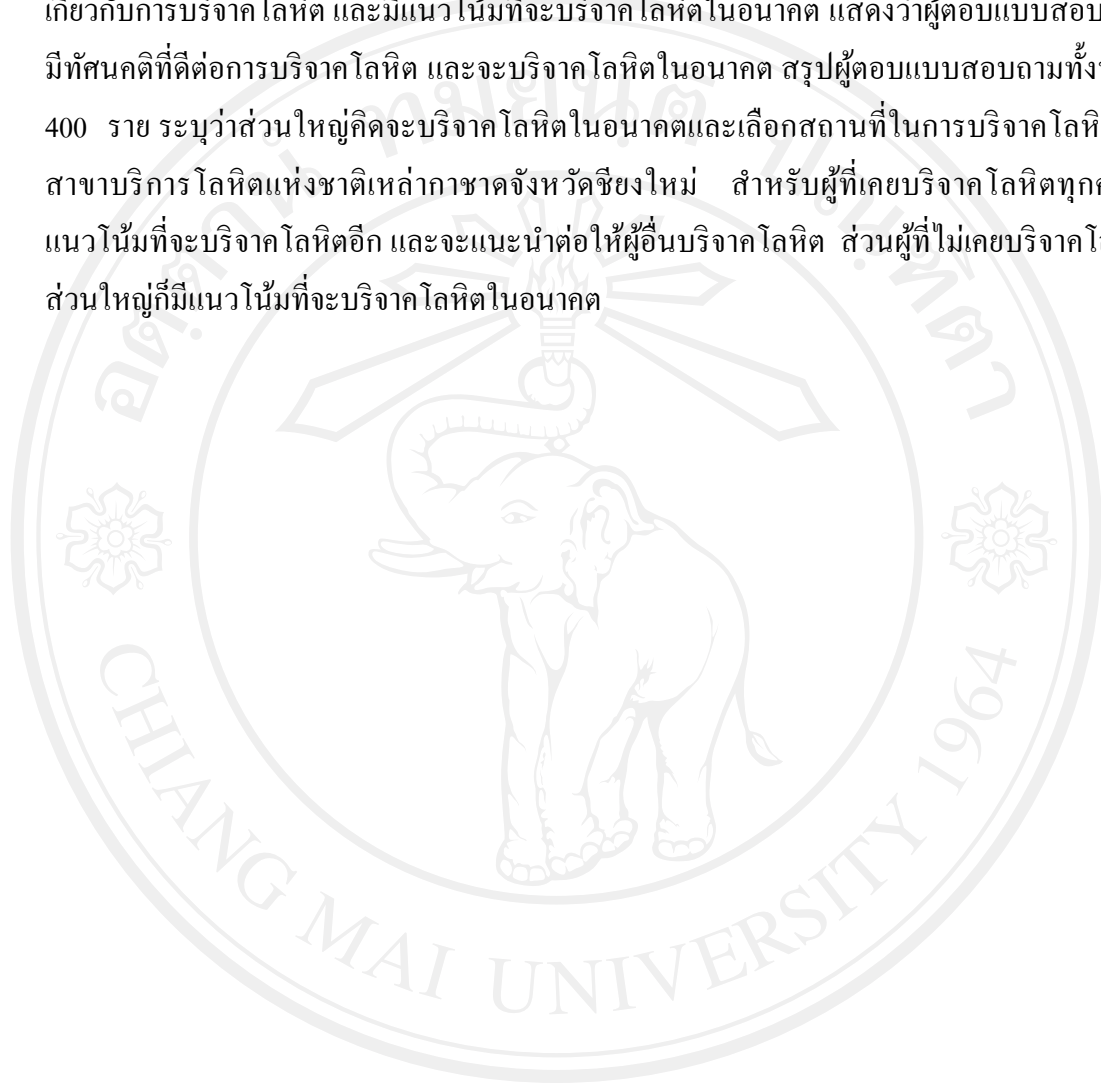 เกี่ยวกับการบริจาคโลหิต และมีแนวโน้มที่จะบริจาคโลหิตในอนาคต แสดงว่าผู้ตอบแบบสอบ
มีทัศนคติที่ดีต่อการบริจาคโลหิต และจะบริจาคโลหิตในอนาคต สรุปผู้ตอบแบบสอบถามทั้ง
400 ราย ระบุว่าส่วนใหญ่คิดจะบริจาคโลหิตในอนาคตและเลือกสถานที่ในการบริจาคโลหิ
สาขาบริการโลหิตแห่งชาติเหล่ากาชาดจังหวัดชียงใหม่ สำหรับผู้ที่เคยบริจาคโลหิตทุก
แนวโน้มที่จะบริจาคโลหิตอีก และจะแนะนำต่อให้ผู้อื่นบริจาคโลหิต ส่วนผู้ที่ไม่เคยบริจาค
ส่วนใหญ่ก็มีแนวโน้มที่จะบริจาคโลหิตในอนาคต
อตฺตานํ ทมยนฺติ ปณฺฑิตา
CHIANG MAI UNIVERSITY 1964